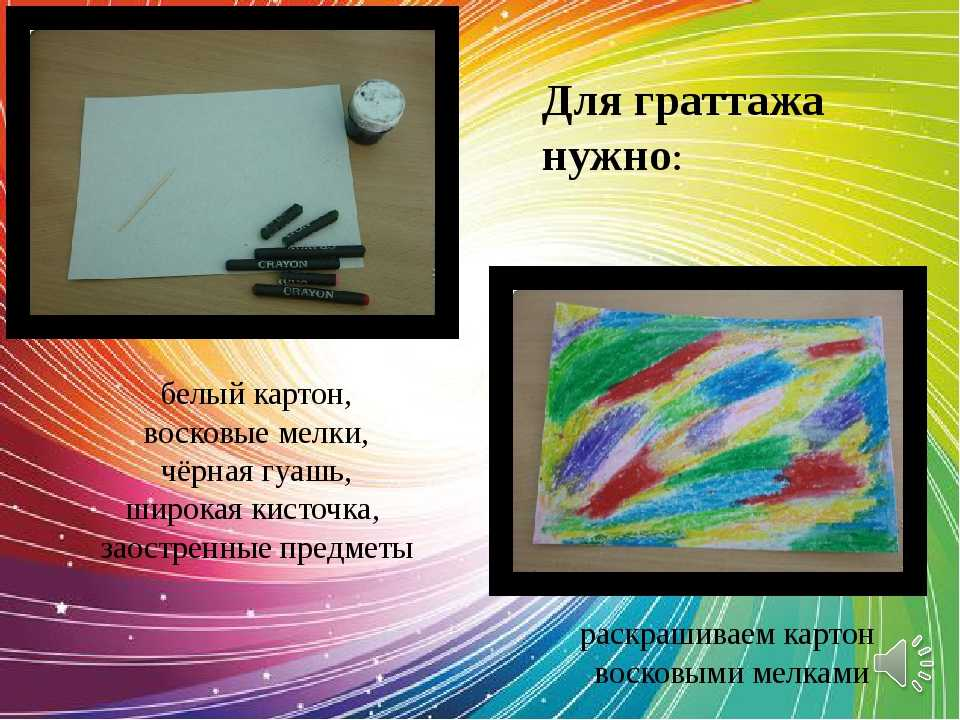 Для граттажа
нужно:
CRAYON
CRAYON
белый картон,
восковые мелки,
чёрная гуашь,
широкая кисточка,
заостренные предметы
раскрашиваем картон
восковыми мелками